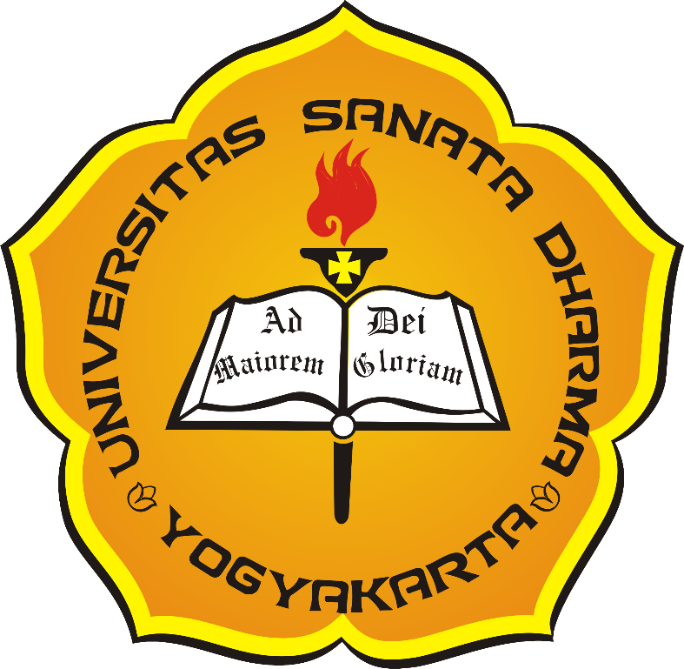 UNIVERSITAS SANATA DHARMA
YOGYAKARTA
Ad Maiorem
Dei Gloriam